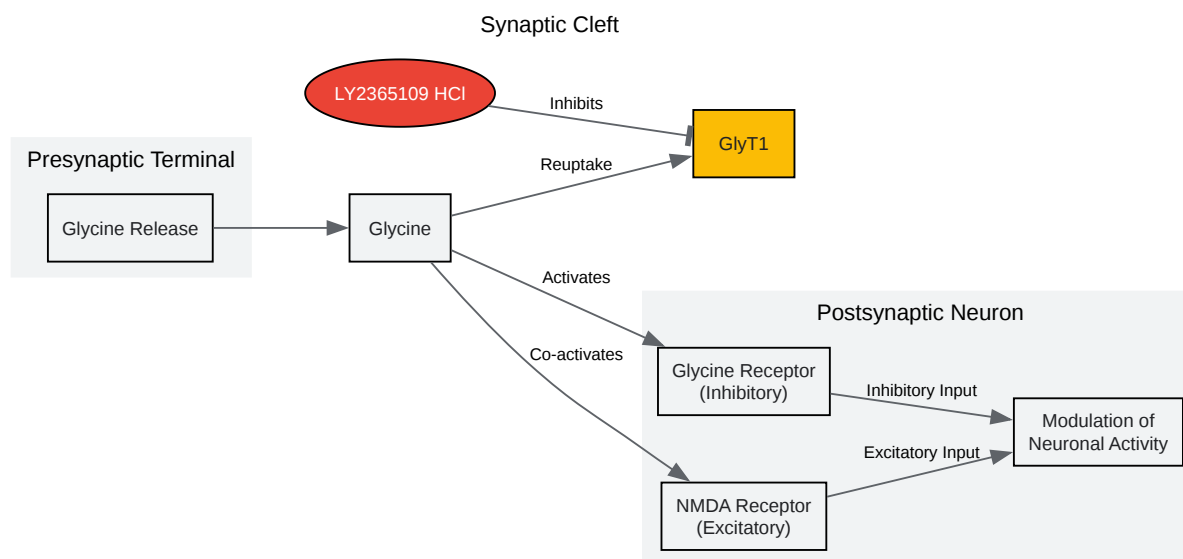 Synaptic Cleft
LY2365109 HCl
Inhibits
GlyT1
Presynaptic Terminal
Reuptake
Glycine Release
Glycine
Activates
Postsynaptic Neuron
Co-activates
Glycine Receptor
(Inhibitory)
Inhibitory Input
Modulation of
Neuronal Activity
Excitatory Input
NMDA Receptor
(Excitatory)